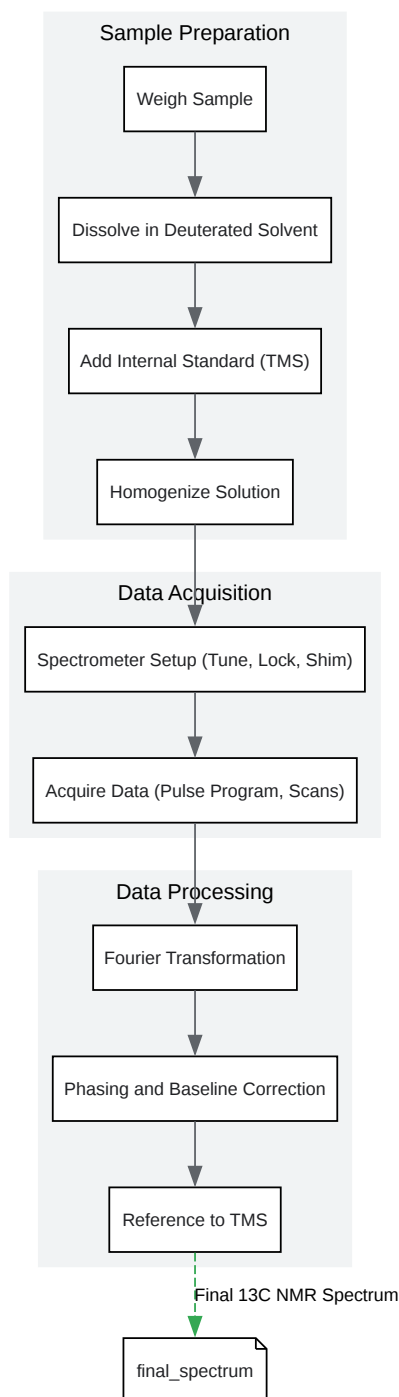 Sample Preparation
Weigh Sample
Dissolve in Deuterated Solvent
Add Internal Standard (TMS)
Homogenize Solution
Data Acquisition
Spectrometer Setup (Tune, Lock, Shim)
Acquire Data (Pulse Program, Scans)
Data Processing
Fourier Transformation
Phasing and Baseline Correction
Reference to TMS
Final 13C NMR Spectrum
final_spectrum